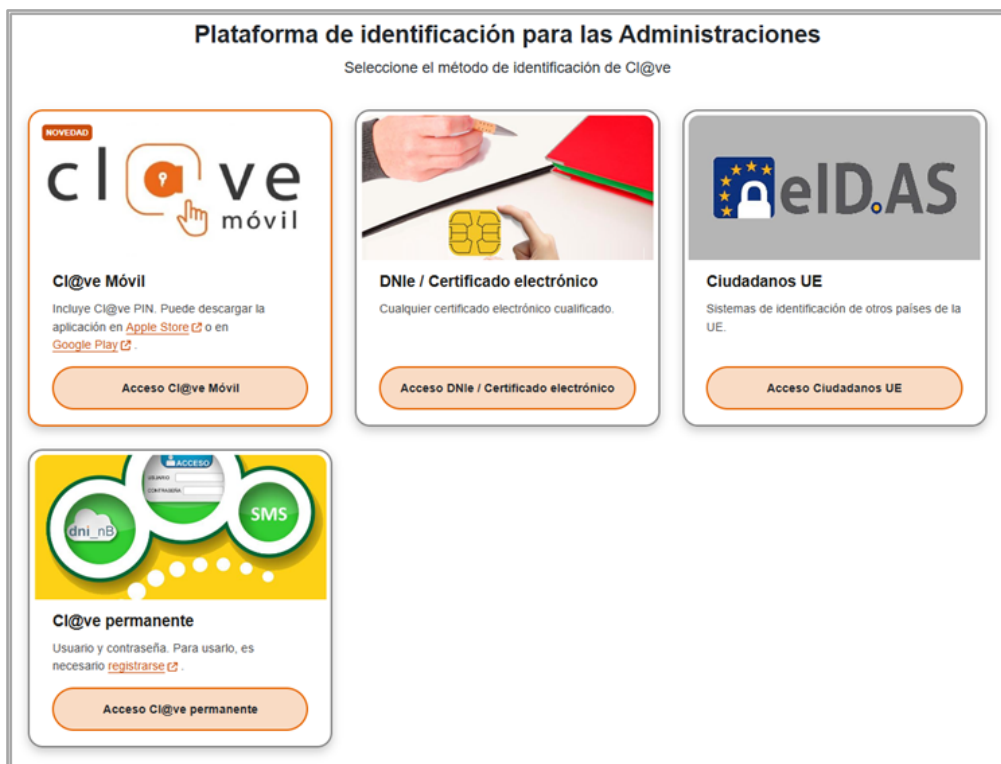 Plataforma de identificación para las Administraciones
Seleccione el método de identificación de Cl@ve
NOVEDAD
cl@ve
móvil
Cl@ve Móvil
Incluye Cl@ve PIN. Puede descargar la
aplicación en Apple Store o en
Google Play .
Acceso Cl@ve Móvil
DNIe / Certificado electrónico
Cualquier certificado electrónico cualificado.
Acceso DNIe / Certificado electrónico
eID.AS
Ciudadanos UE
Sistemas de identificación de otros países de la
UE.
Acceso Ciudadanos UE
ACCESO
USUARIO
CONTRASEÑA
dni_nB
SMS
Cl@ve permanente
Usuario y contraseña. Para usarlo, es
necesario registrarse .
Acceso Cl@ve permanente